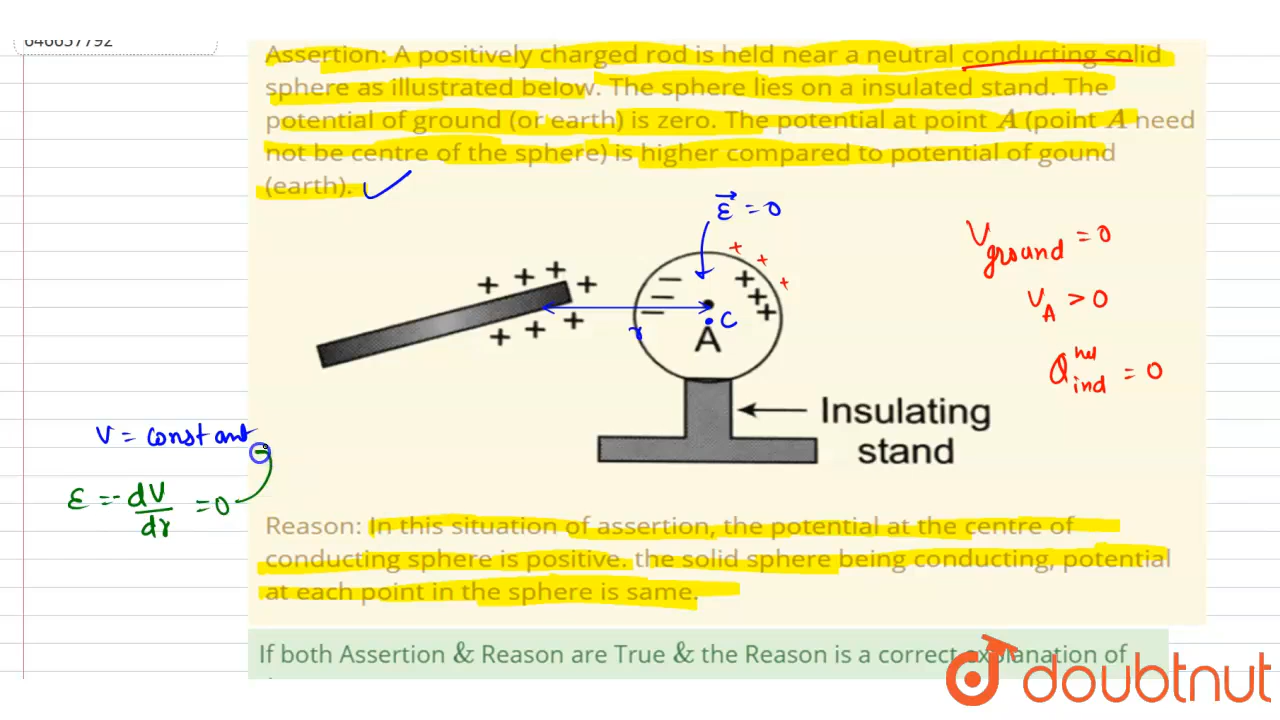 646657792
Assertion: A positively charged rod is held near a neutral conducting solid
sphere as illustrated below. The sphere lies on a insulated stand. The
potential of ground (or earth) is zero. The potential at point A (point A need
not be centre of the sphere) is higher compared to potential of gound
(earth).
ε⃗ = 0
V ground = 0
V A > 0
Q ind = 0
+ + + + + + +
+ + +
− − −
+ + +
r
C
A
Insulating
stand
V = constant
ε = - dV/dr = 0
Reason: In this situation of assertion, the potential at the centre of
conducting sphere is positive. the solid sphere being conducting, potential
at each point in the sphere is same.
If both Assertion & Reason are True & the Reason is a correct explanation of
doubtnut